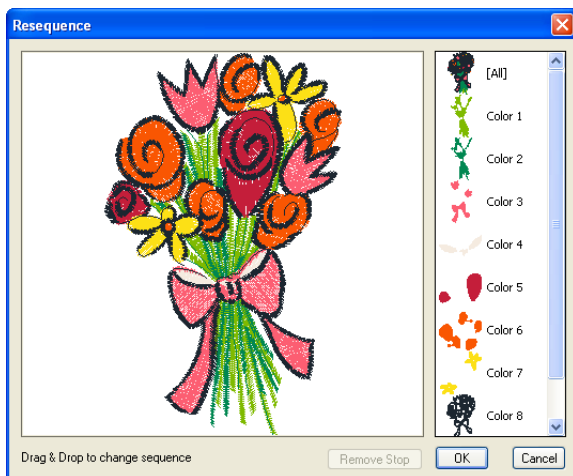 Resequence
[All]
Color 1
Color 2
Color 3
Color 4
Color 5
Color 6
Color 7
Color 8
Drag & Drop to change sequence
Remove Stop
OK
Cancel